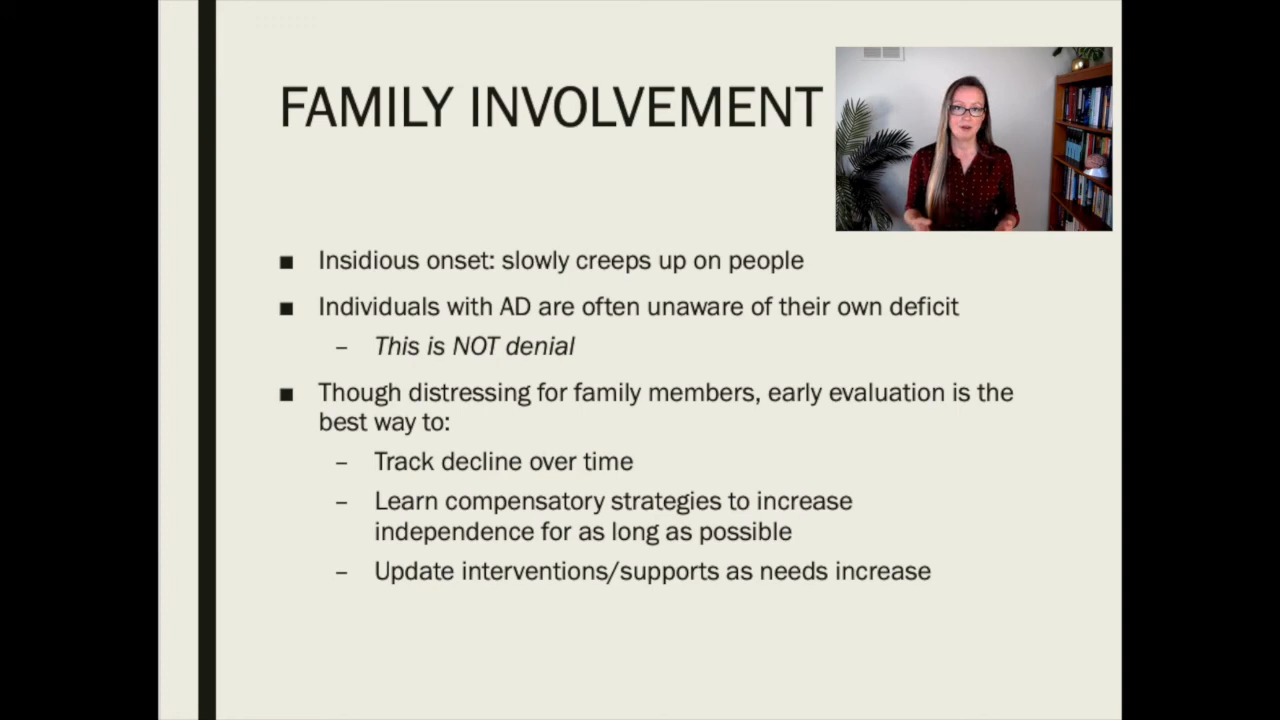 FAMILY INVOLVEMENT
■ Insidious onset: slowly creeps up on people
■ Individuals with AD are often unaware of their own deficit
– This is NOT denial
■ Though distressing for family members, early evaluation is the
best way to:
– Track decline over time
– Learn compensatory strategies to increase
independence for as long as possible
– Update interventions/supports as needs increase